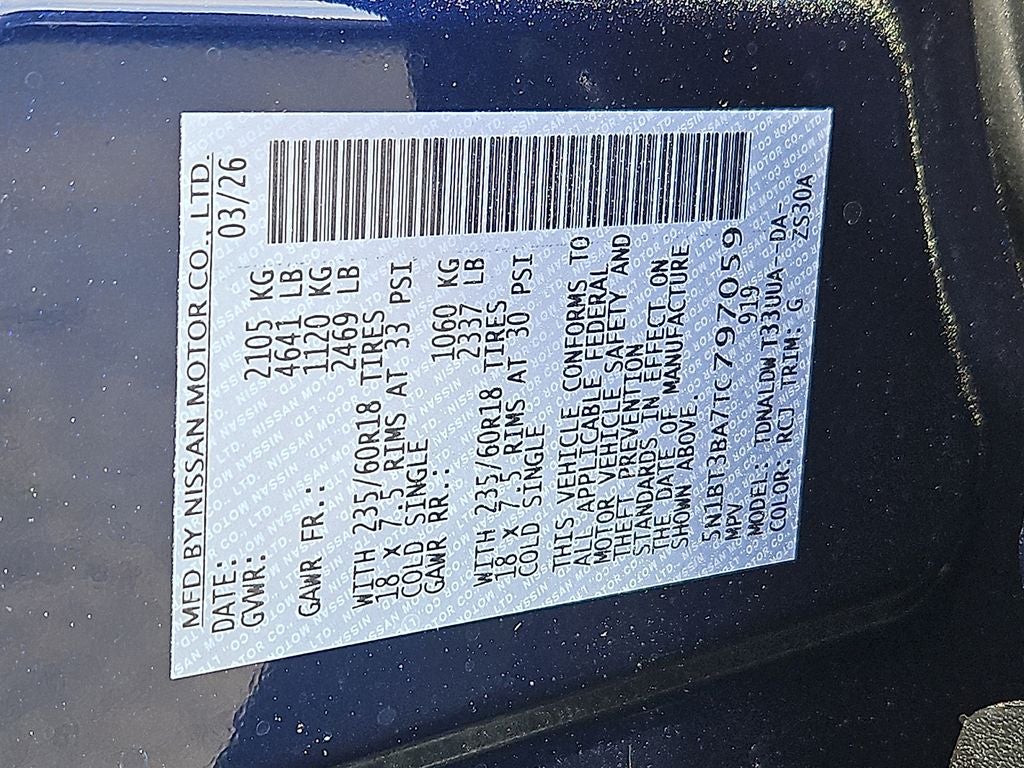 MFD BY NISSAN MOTOR CO., LTD.
DATE: 03/26
GVWR: 2105 KG
4641 LB
GAWR FR.: 1120 KG
2469 LB
WITH 235/60R18 TIRES
18 X 7.5 RIMS AT 33 PSI
COLD SINGLE
GAWR RR.: 1060 KG
2337 LB
WITH 235/60R18 TIRES
18 X 7.5 RIMS AT 30 PSI
COLD SINGLE
THIS VEHICLE CONFORMS TO
ALL APPLICABLE FEDERAL
MOTOR VEHICLE SAFETY AND
THEFT PREVENTION
STANDARDS IN EFFECT ON
THE DATE OF MANUFACTURE
SHOWN ABOVE.
5N1BT3BA7TC797059
MPV. 919
MODEL: TDNALDW T33UUA--DA-
COLOR: RCJ TRIM: G ZS30A